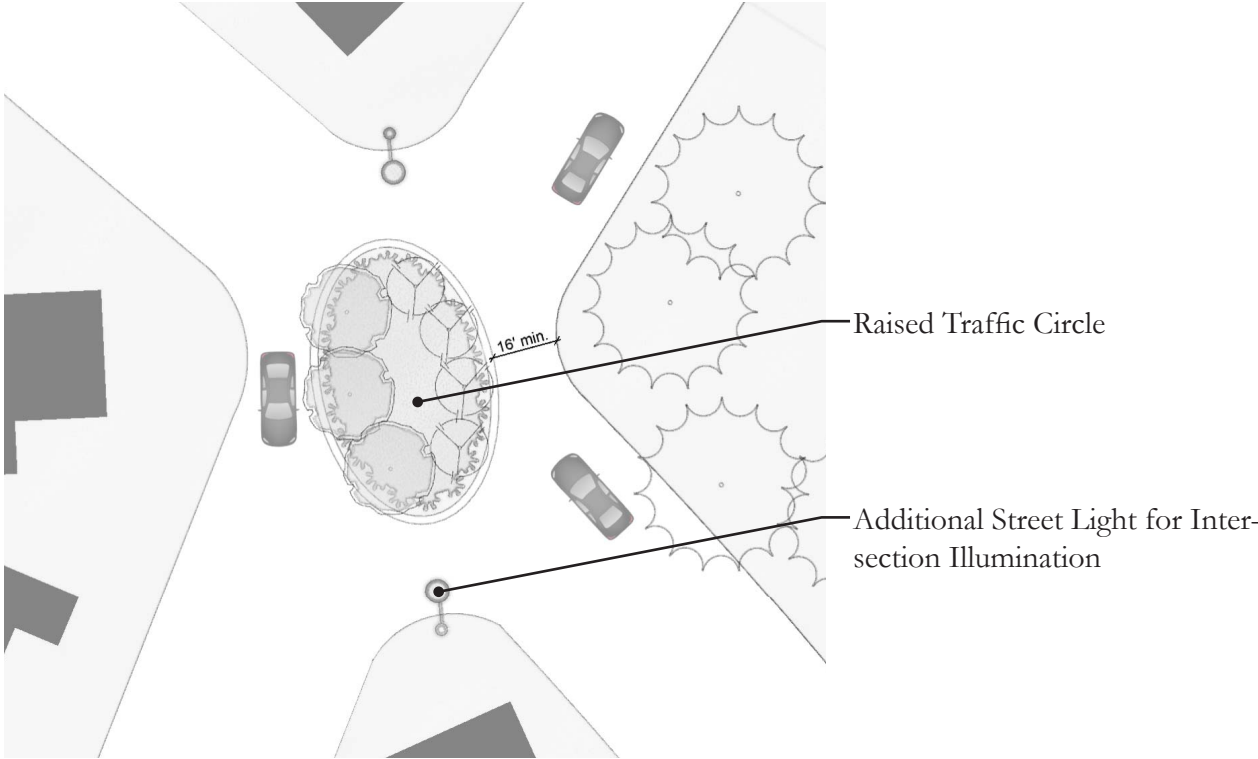 16' min.
Raised Traffic Circle
Additional Street Light for Inter-
section Illumination